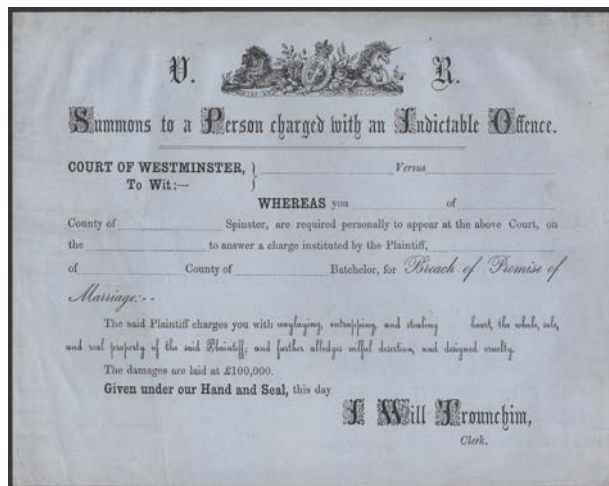 V. R.
Summons to a Person charged with an Indictable Offence.
COURT OF WESTMINSTER, } Versus
To Wit:—
WHEREAS you of
County of Spinster, are required personally to appear at the above Court, on
the to answer a charge instituted by the Plaintiff,
of County of Batchelor, for Breach of Promise of
Marriage:--
The said Plaintiff charges you with waylaying, entrapping, and stealing heart, the whole, sole,
and real property of the said Plaintiff; and further alledges wilful desertion, and designed cruelty.
The damages are laid at £100,000.
Given under our Hand and Seal, this day
I Will Trounchim,
Clerk.